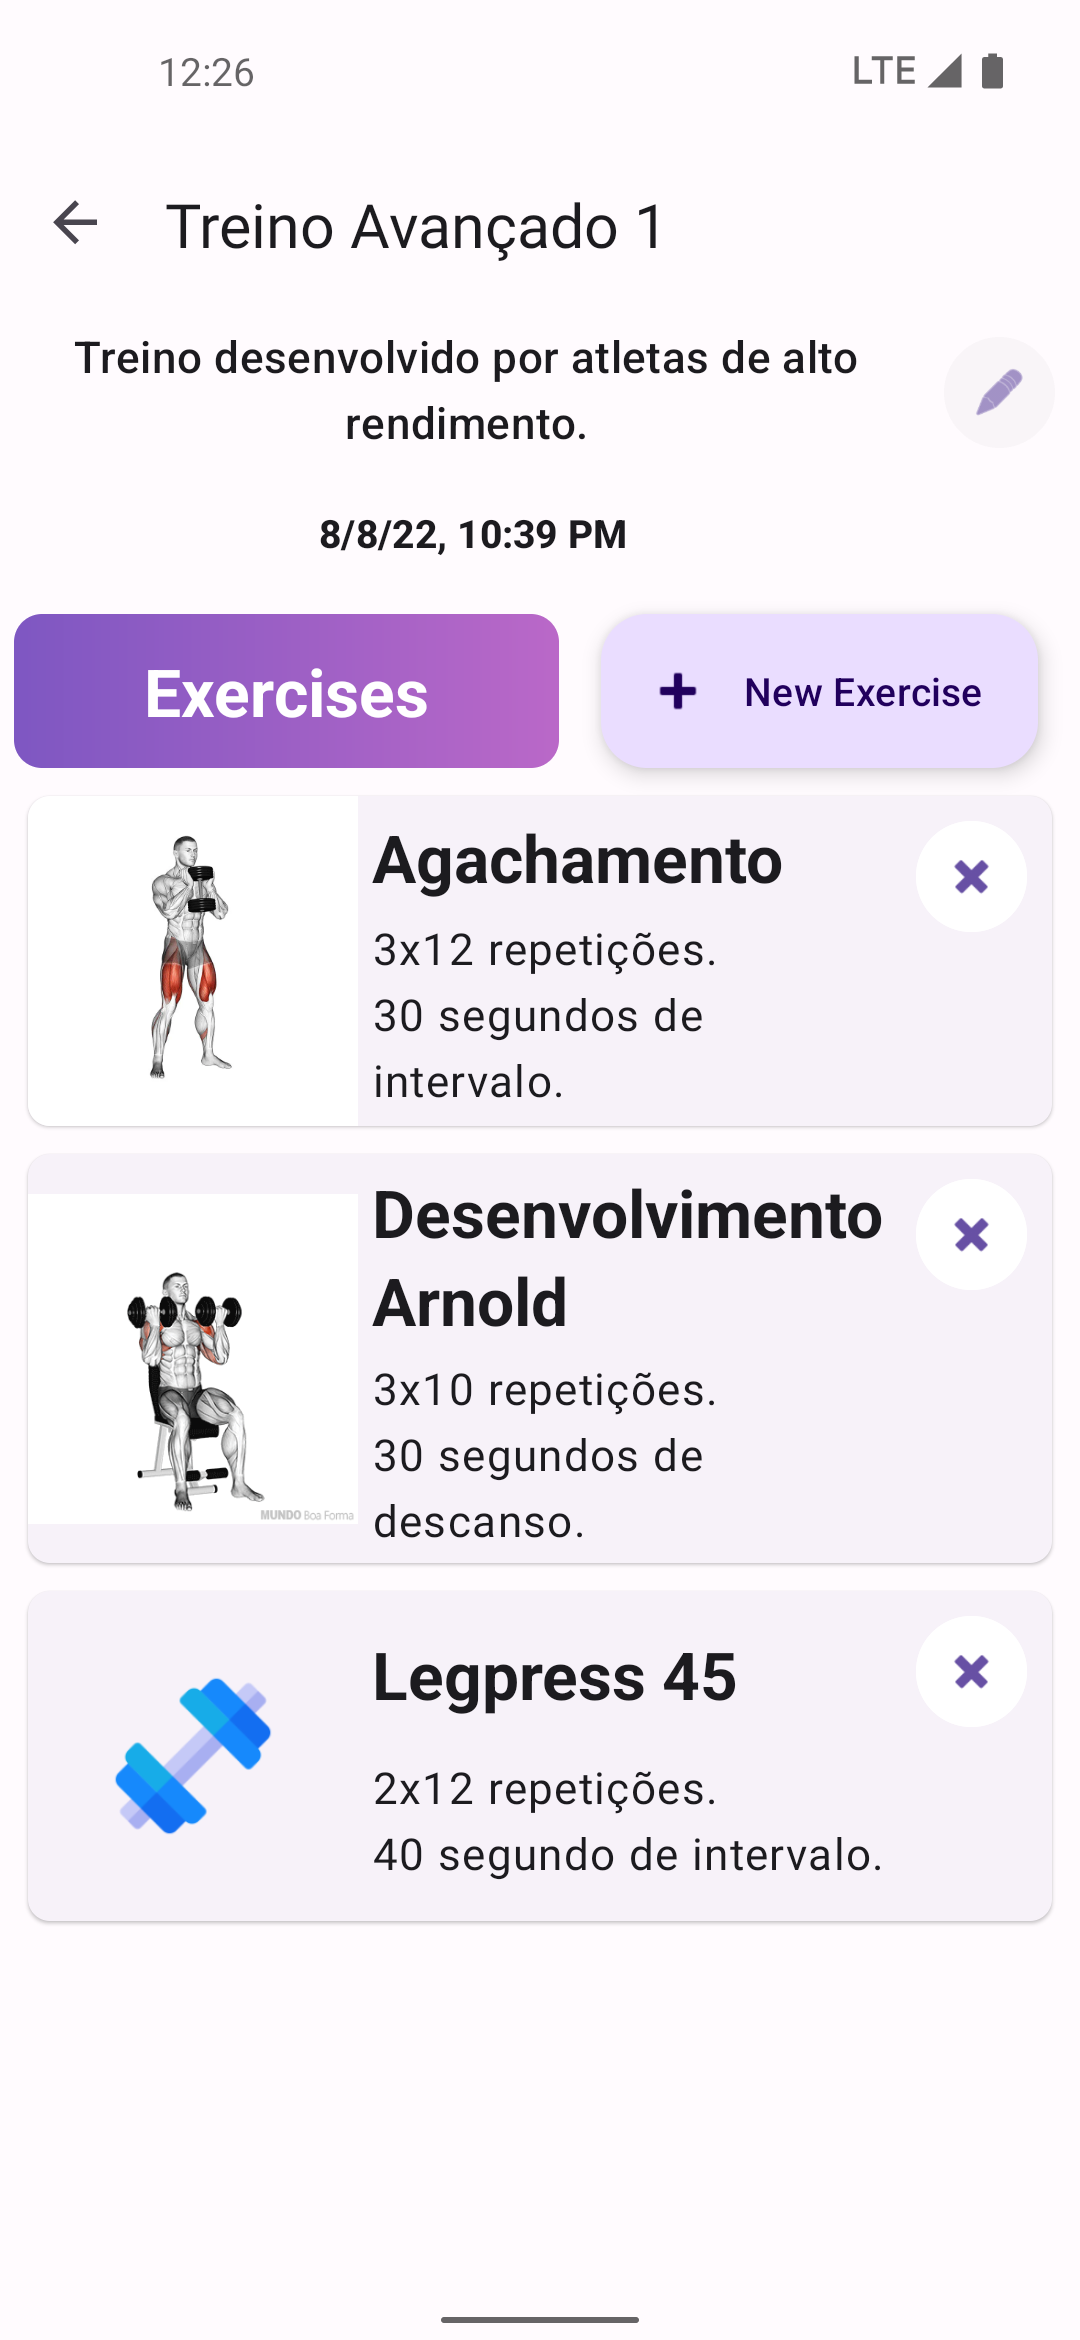 12:26
LTE
Treino Avançado 1
Treino desenvolvido por atletas de alto
rendimento.
8/8/22, 10:39 PM
Exercises
New Exercise
Agachamento
3x12 repetições.
30 segundos de
intervalo.
Desenvolvimento
Arnold
3x10 repetições.
30 segundos de
descanso.
MUNDO Boa Forma
Legpress 45
2x12 repetições.
40 segundo de intervalo.